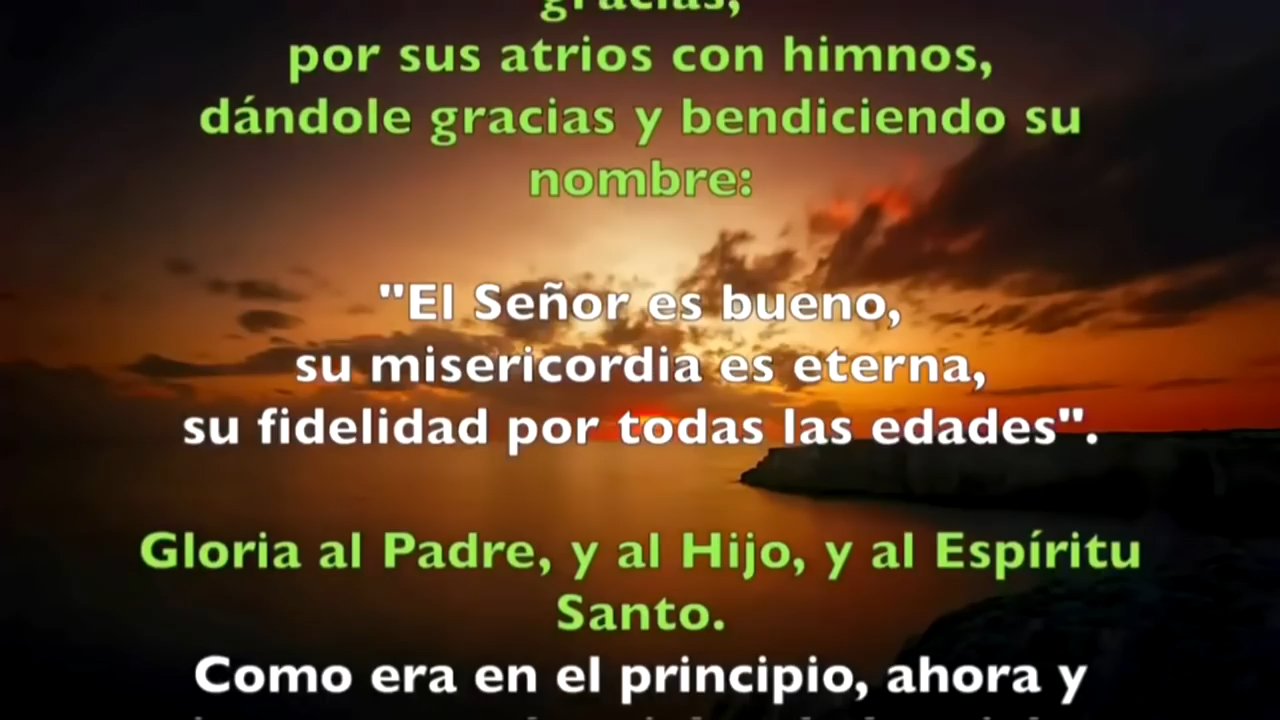 gracias,
por sus atrios con himnos,
dándole gracias y bendiciendo su
nombre:
"El Señor es bueno,
su misericordia es eterna,
su fidelidad por todas las edades".
Gloria al Padre, y al Hijo, y al Espíritu
Santo.
Como era en el principio, ahora y